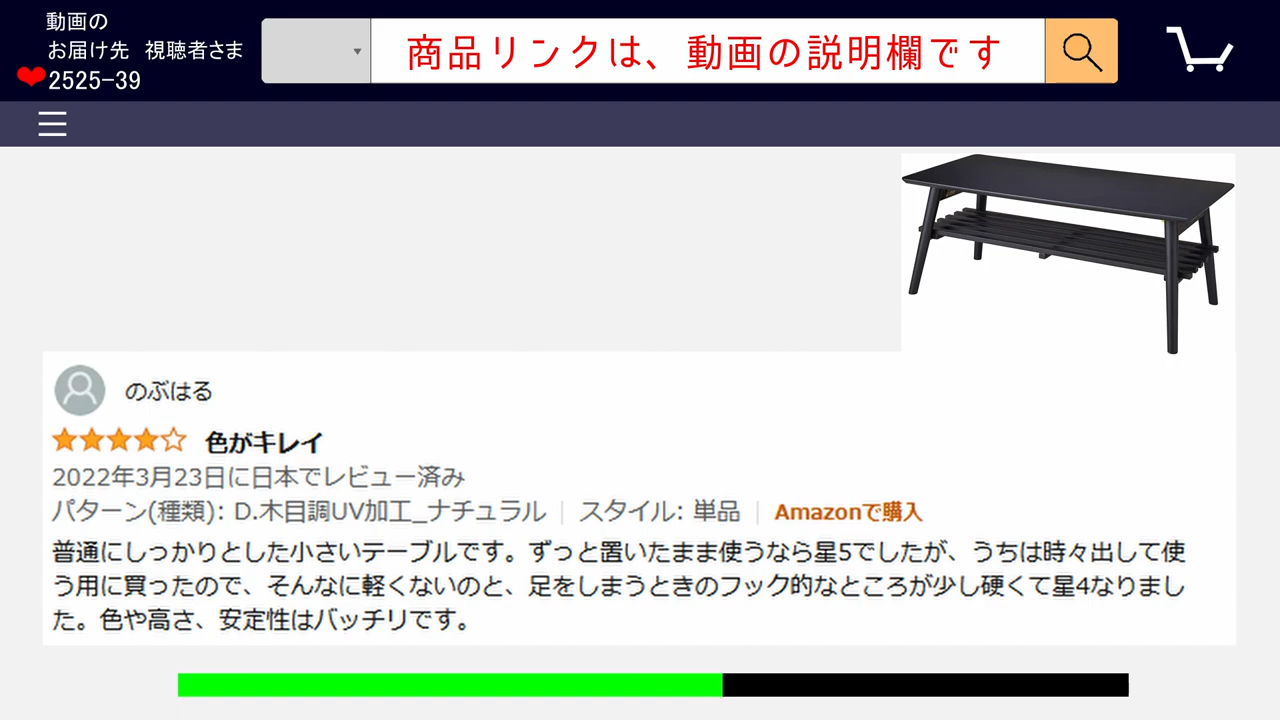 動画の
お届け先 視聴者さま
2525-39
商品リンクは、動画の説明欄です
のぶはる
色がキレイ
2022年3月23日に日本でレビュー済み
パターン(種類): D.木目調UV加工_ナチュラル | スタイル: 単品 | Amazonで購入
普通にしっかりとした小さいテーブルです。ずっと置いたまま使うなら星5でしたが、うちは時々出して使
う用に買ったので、そんなに軽くないのと、足をしまうときのフック的なところが少し硬くて星4なりまし
た。色や高さ、安定性はバッチリです。